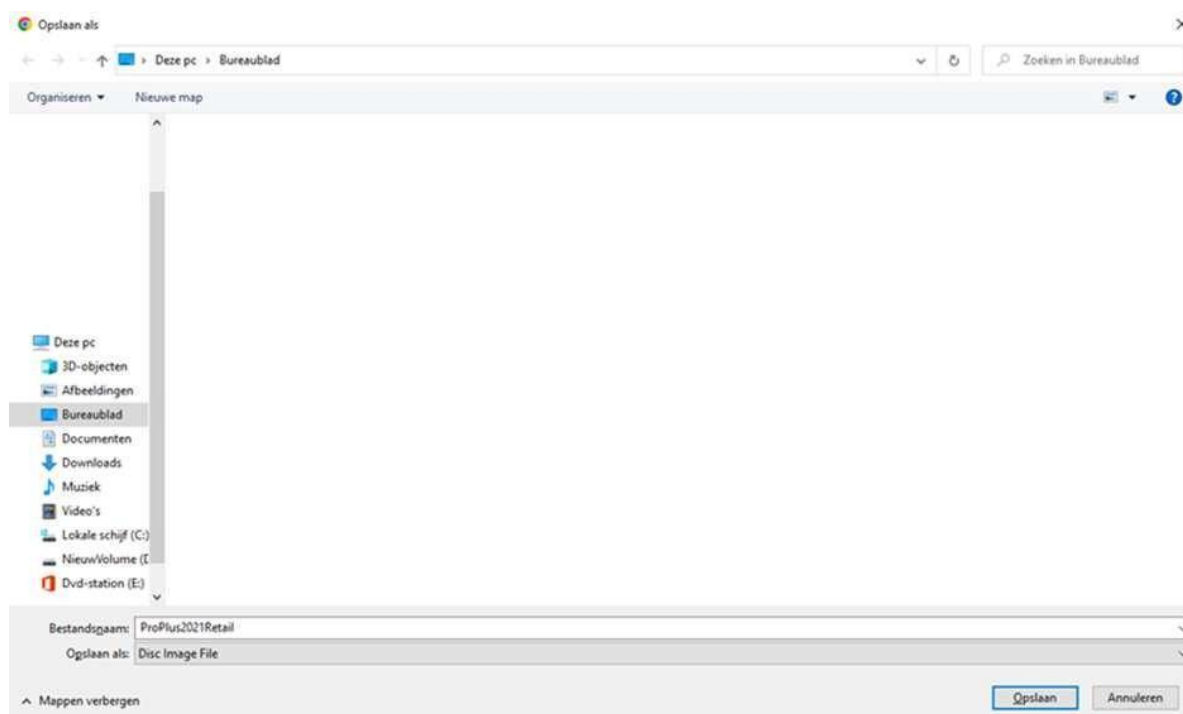 Opslaan als
Deze pc › Bureaublad
Zoeken in Bureaublad
Organiseren
Nieuwe map
Deze pc
3D-objecten
Afbeeldingen
Bureaublad
Documenten
Downloads
Muziek
Video's
Lokale schijf (C:)
NieuwVolume (D
Dvd-station (E:)
Bestandsnaam: ProPlus2021Retail
Opslaan als: Disc Image File
Mappen verbergen
Opslaan
Annuleren